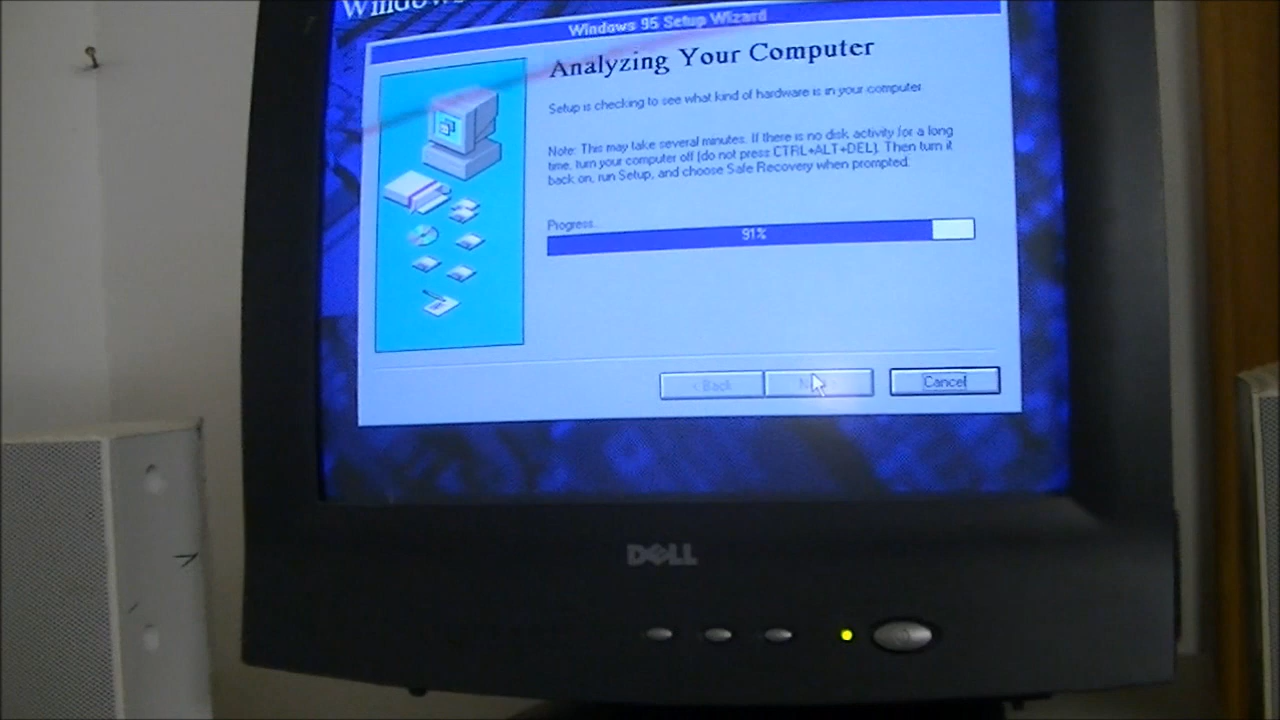 Windows
Windows 95 Setup Wizard
Analyzing Your Computer
Setup is checking to see what kind of hardware is in your computer
Note: This may take several minutes. If there is no disk activity for a long
time, turn your computer off (do not press CTRL+ALT+DEL). Then turn it
back on, run Setup, and choose Safe Recovery when prompted.
Progress:
91%
< Back
Cancel
DELL